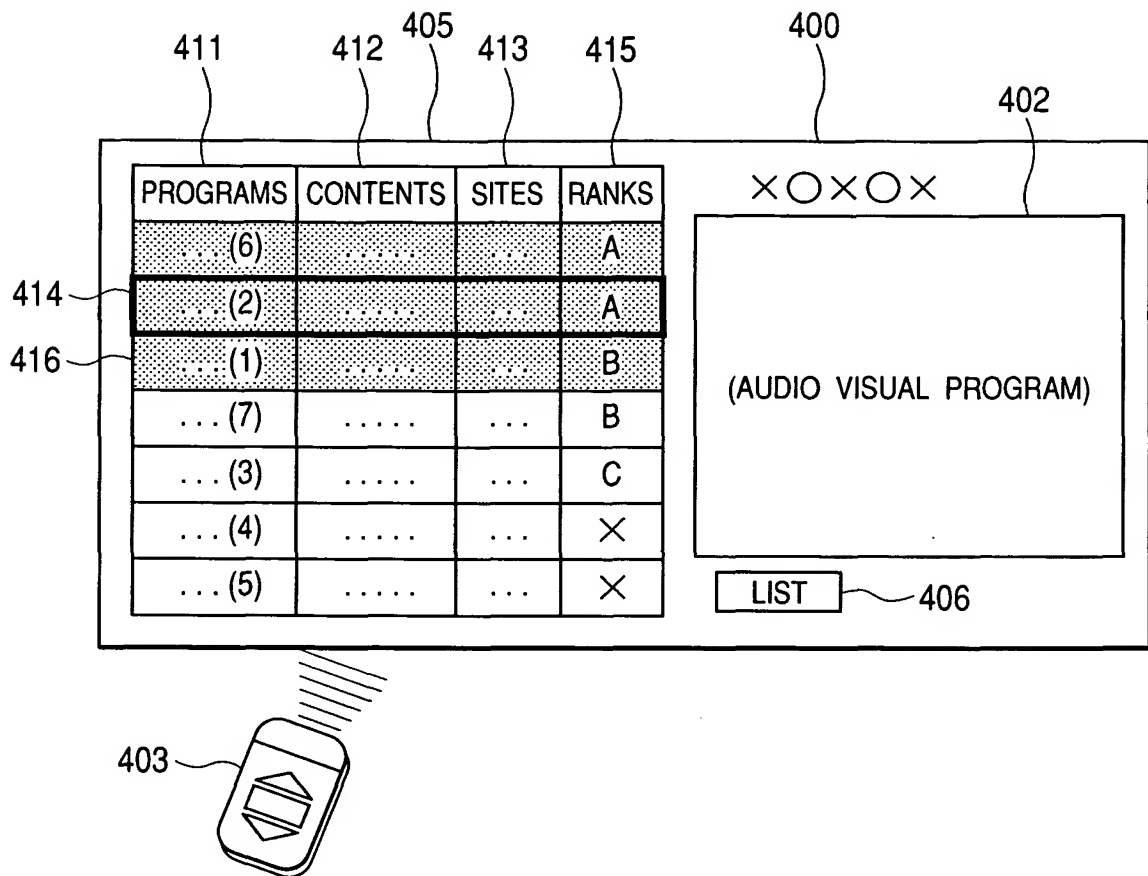 411 412 405 413 415 400
402
PROGRAMS CONTENTS SITES RANKS ×○×○×
...(6) ..... ... A
414 ...(2) ..... ... A
416 ...(1) ..... ... B
(AUDIO VISUAL PROGRAM)
...(7) ..... ... B
...(3) ..... ... C
...(4) ..... ... ×
...(5) ..... ... × LIST 406
403